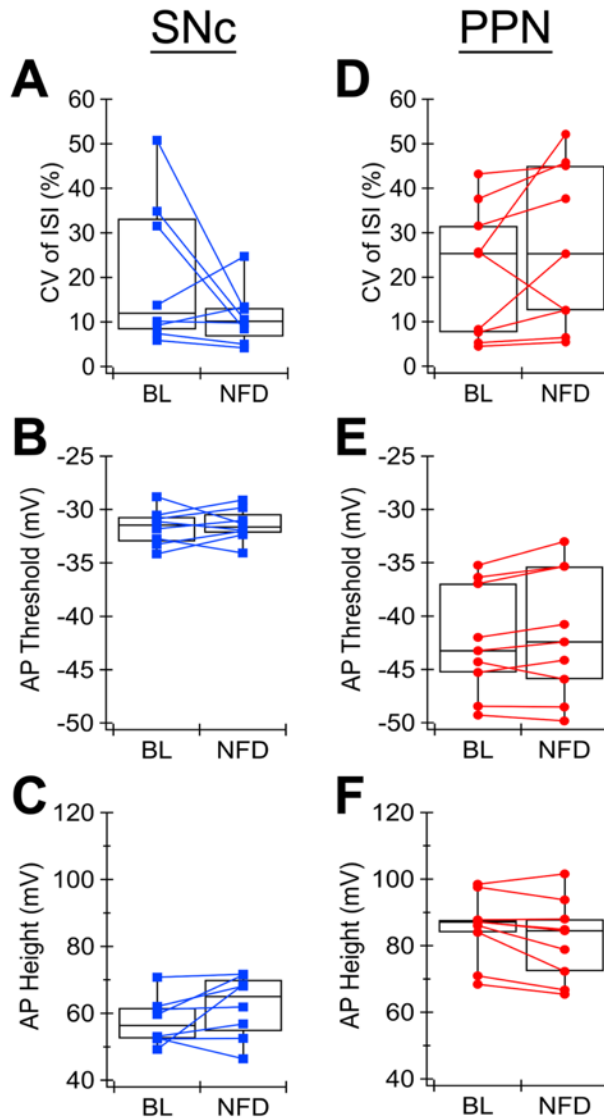 SNc
PPN
A
CV of ISI (%)
60
50
40
30
20
10
0
BL NFD
D
CV of ISI (%)
60
50
40
30
20
10
0
BL NFD
B
AP Threshold (mV)
-25
-30
-35
-40
-45
-50
BL NFD
E
AP Threshold (mV)
-25
-30
-35
-40
-45
-50
BL NFD
C
AP Height (mV)
120
100
80
60
40
BL NFD
F
AP Height (mV)
120
100
80
60
40
BL NFD